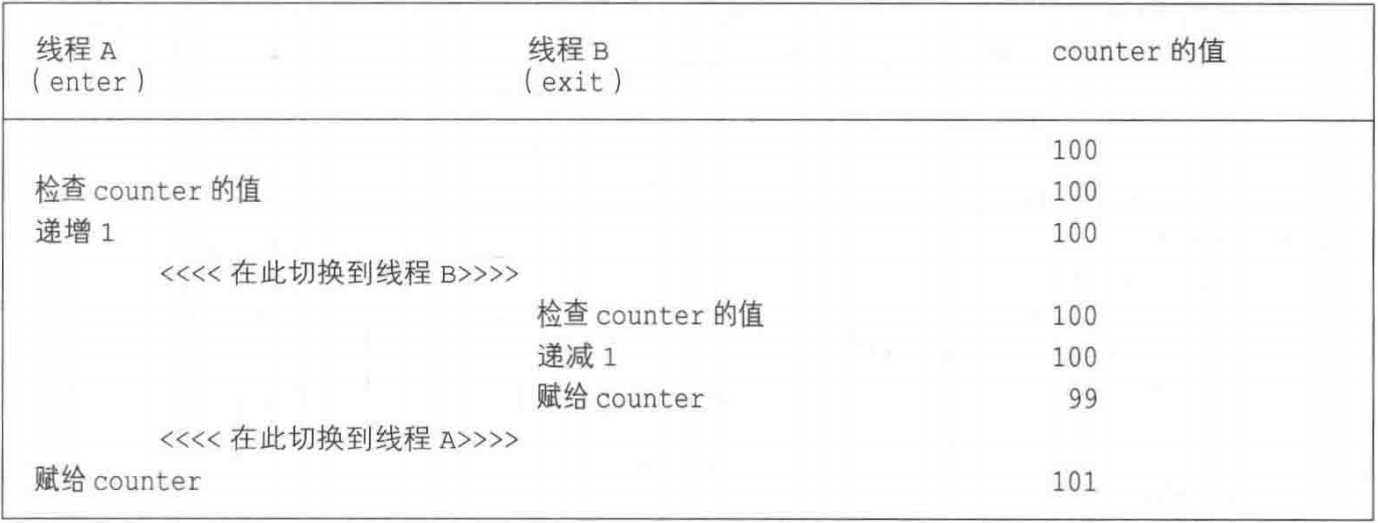 线程 A 线程 B counter 的值
( enter ) ( exit )
100
检查 counter 的值 100
递增 1 100
<<<< 在此切换到线程 B>>>>
检查 counter 的值 100
递减 1 100
赋给 counter 99
<<<< 在此切换到线程 A>>>>
赋给 counter 101